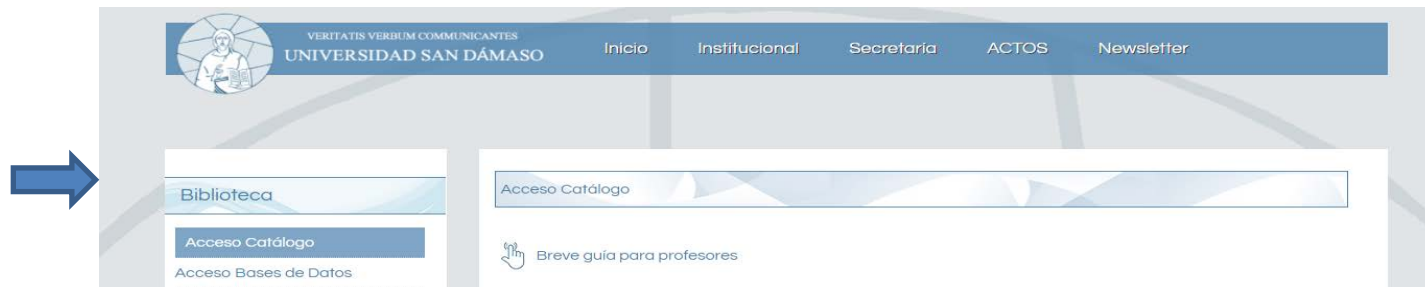 VERITATIS VERBUM COMMUNICANTES
UNIVERSIDAD SAN DÁMASO
Inicio
Institucional
Secretaria
ACTOS
Newsletter
Biblioteca
Acceso Catálogo
Acceso Bases de Datos
Acceso Catálogo
Breve guía para profesores